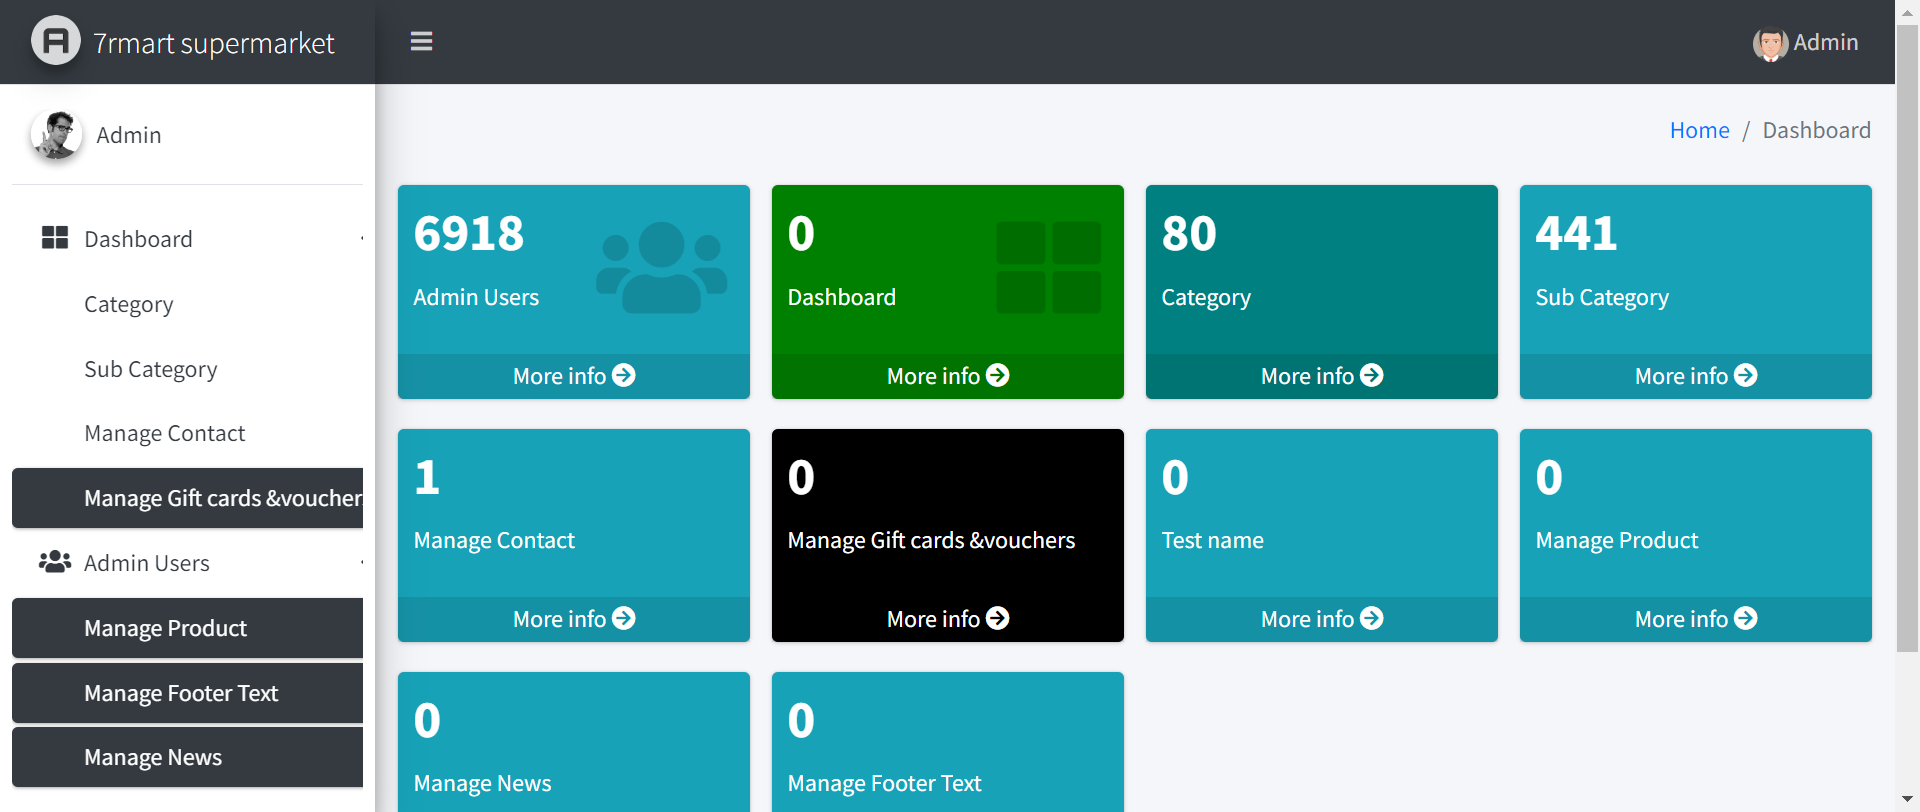 7rmart supermarket
Admin
Admin
Home / Dashboard
Dashboard
Category
Sub Category
Manage Contact
Manage Gift cards &voucher
Admin Users
Manage Product
Manage Footer Text
Manage News
6918
Admin Users
More info
0
Dashboard
More info
80
Category
More info
441
Sub Category
More info
1
Manage Contact
More info
0
Manage Gift cards &vouchers
More info
0
Test name
More info
0
Manage Product
More info
0
Manage News
0
Manage Footer Text